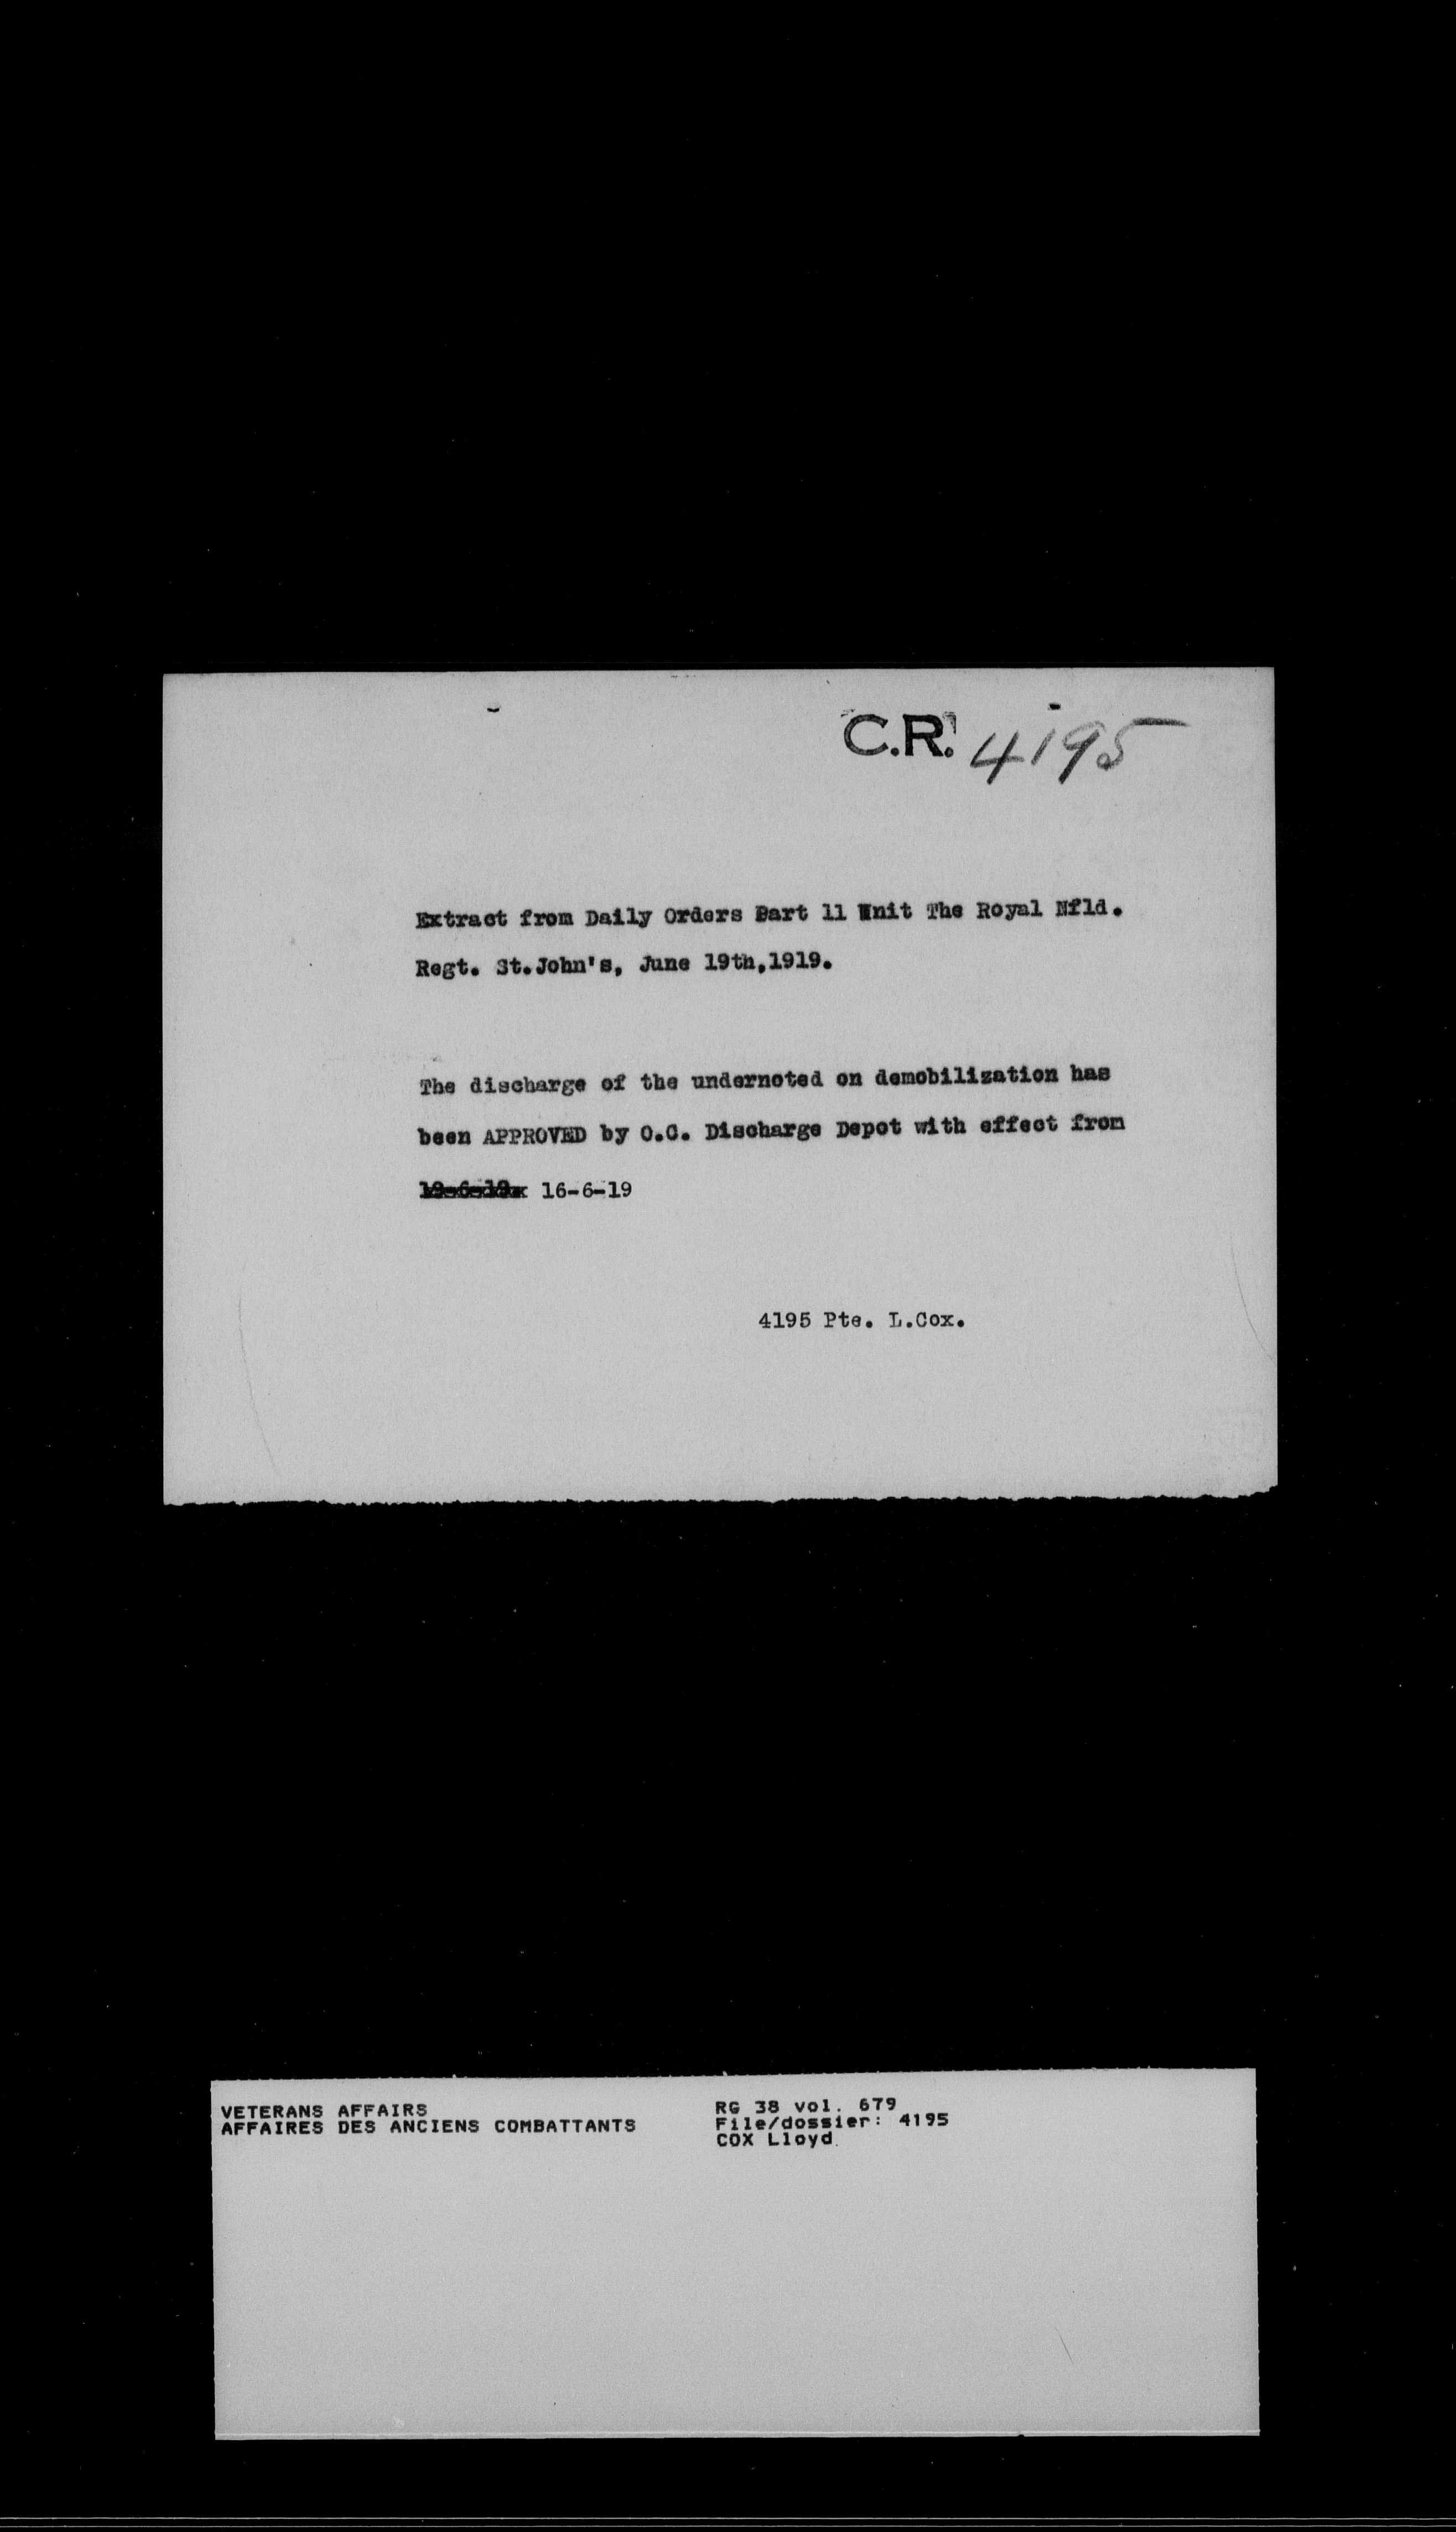 C.R. 4195
Extract from Daily Orders Part 11 Unit The Royal Nfld.
Regt. St.John's, June 19th,1919.
The discharge of the undernoted on demobilization has
been APPROVED by O.C. Discharge Depot with effect from
16-6-19
4195 Pte. L.Cox.
VETERANS AFFAIRS
AFFAIRES DES ANCIENS COMBATTANTS
RG 38 vol. 679
File/dossier: 4195
COX Lloyd